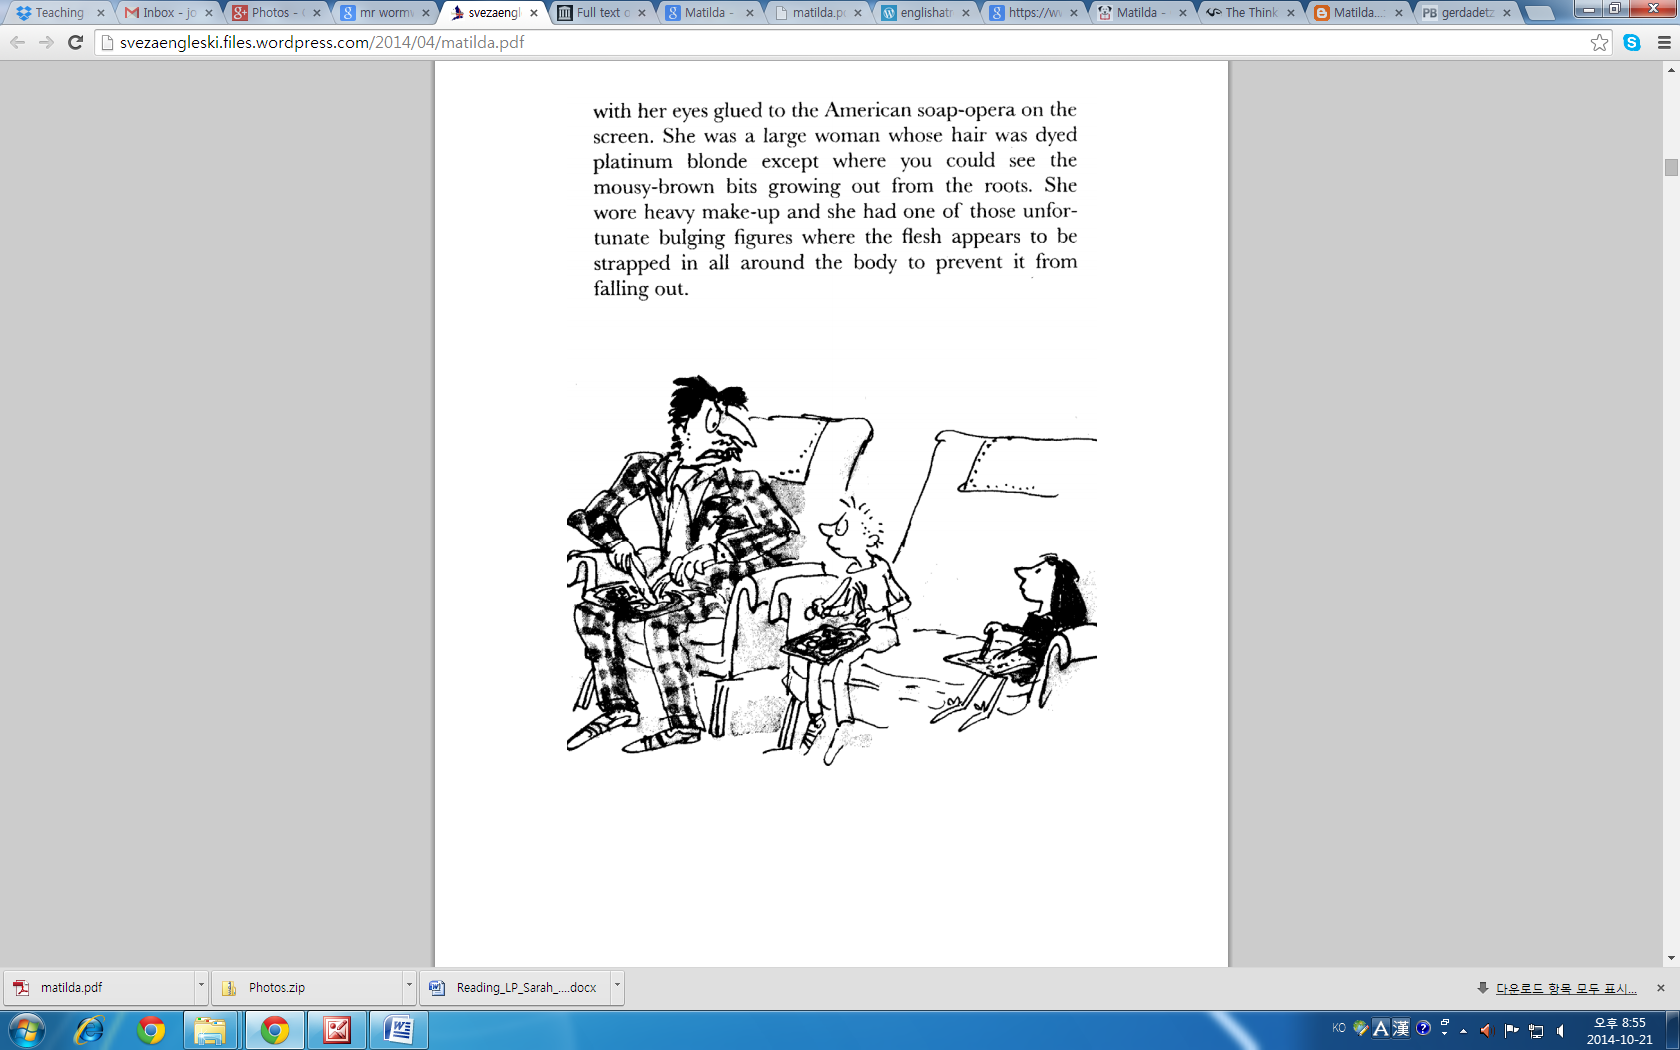 Teaching
Inbox - jo
Photos -
mr worm
svezaengl
Full text o
Matilda -
matilda.p
englishatr
https://w
Matilda -
The Think
Matilda...
gerdadetz
svezaengleski.files.wordpress.com/2014/04/matilda.pdf
with her eyes glued to the American soap-opera on the
screen. She was a large woman whose hair was dyed
platinum blonde except where you could see the
mousy-brown bits growing out from the roots. She
wore heavy make-up and she had one of those unfor-
tunate bulging figures where the flesh appears to be
strapped in all around the body to prevent it from
falling out.
matilda.pdf
Photos.zip
Reading_LP_Sarah_....docx
다운로드 항목 모두 표시...
KO
A 漢
오후 8:55
2014-10-21